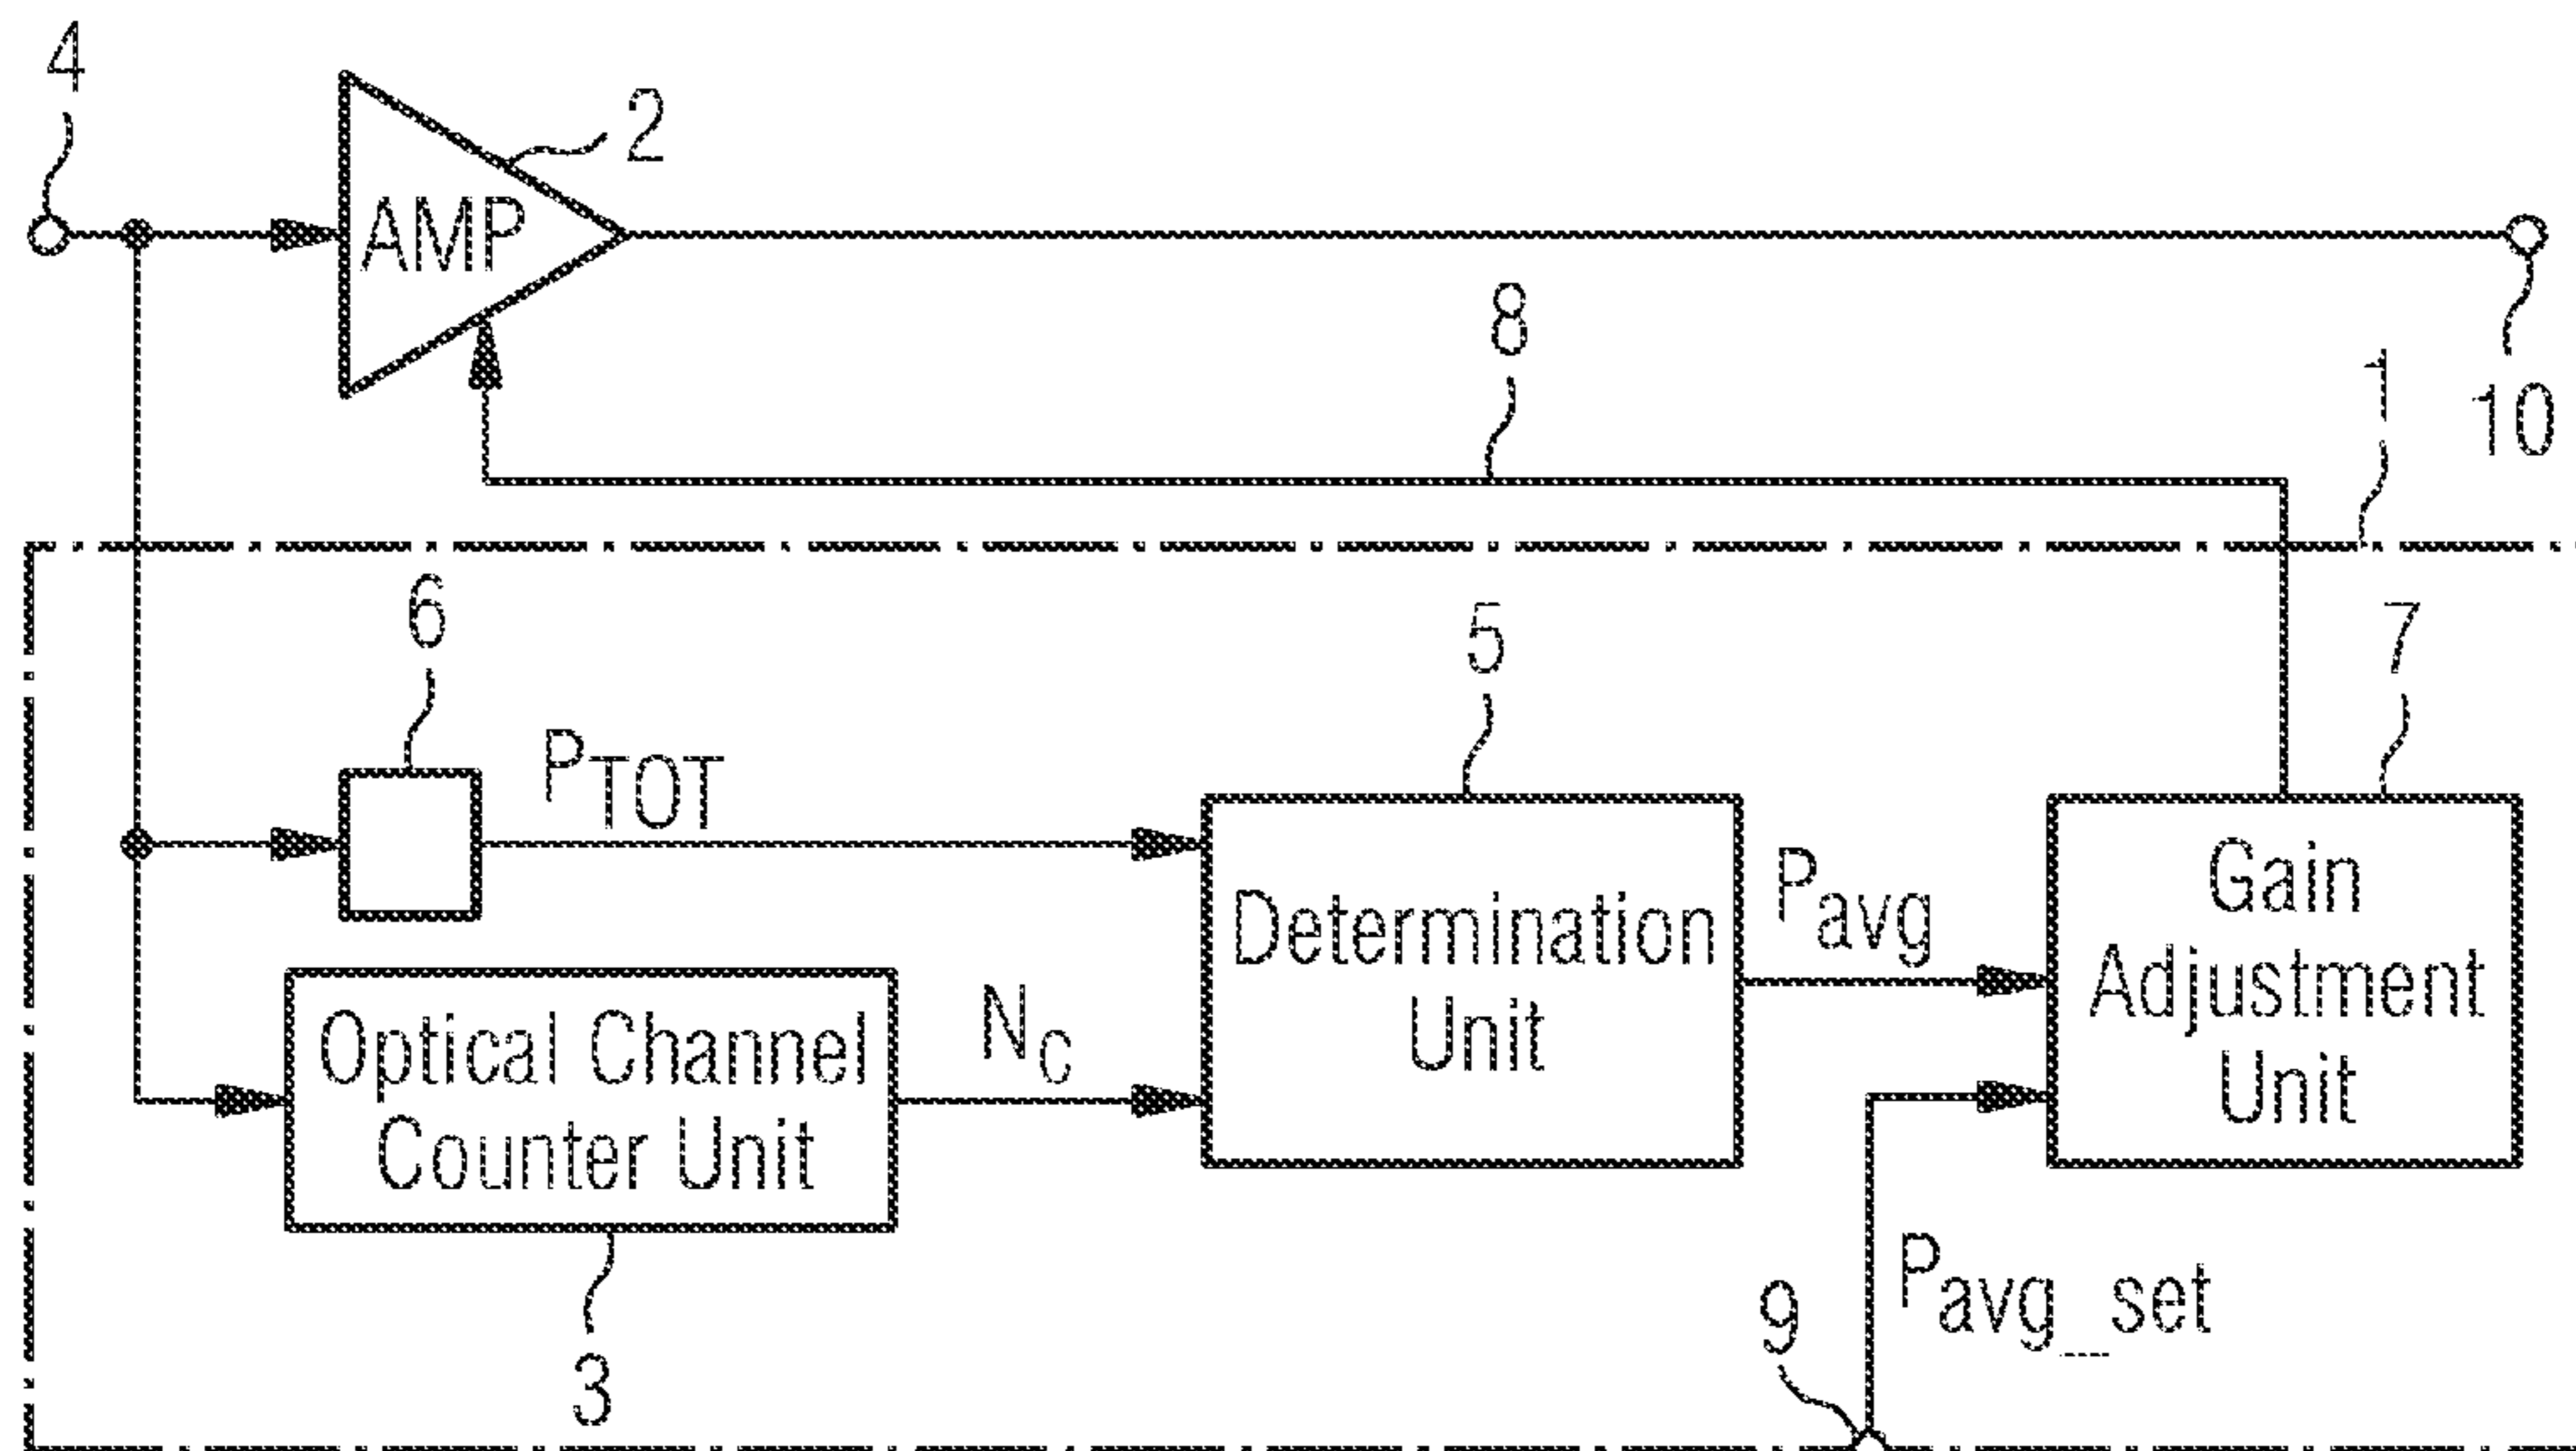 4
2
AMP
8
1
10
6
5
7
PTOT
Pavg
Gain
Adjustment
Unit
Determination
Unit
Optical Channel
Counter Unit
NC
Pavg_set
9
3